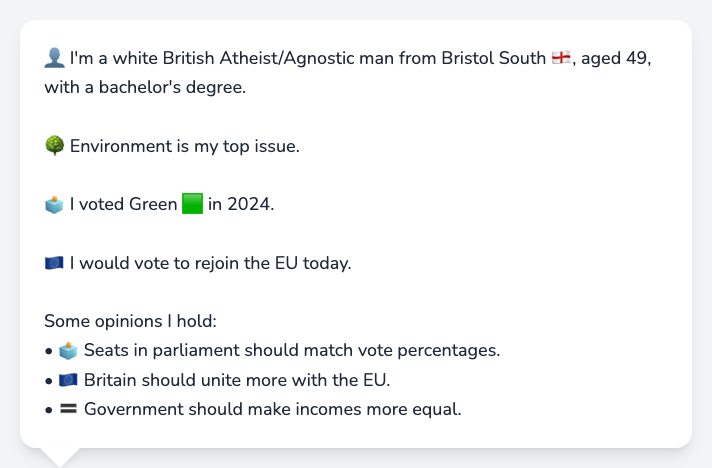 👤 I'm a white British Atheist/Agnostic man from Bristol South 🏴󠁧󠁢󠁥󠁮󠁧󠁿, aged 49,
with a bachelor's degree.
🌳 Environment is my top issue.
🗳️ I voted Green 🟩 in 2024.
🇪🇺 I would vote to rejoin the EU today.
Some opinions I hold:
• 🗳️ Seats in parliament should match vote percentages.
• 🇪🇺 Britain should unite more with the EU.
• 🟰 Government should make incomes more equal.